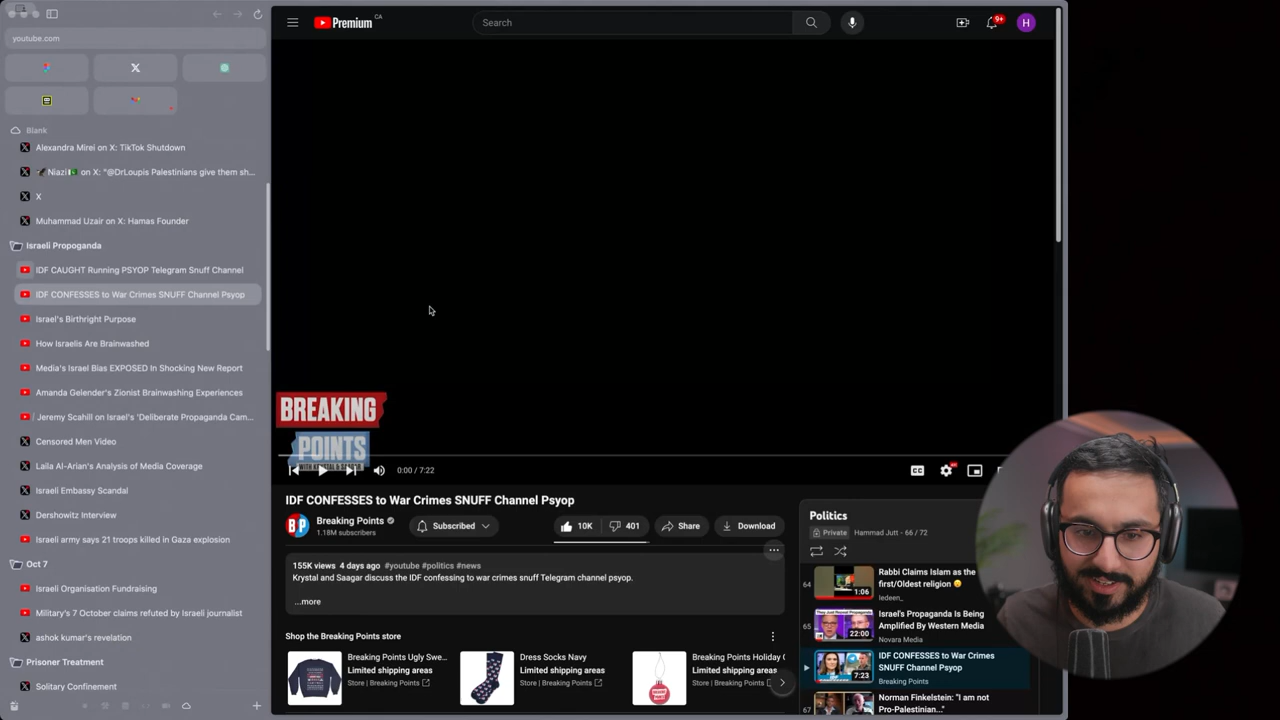 youtube.com
Blank
Alexandra Mirei on X: TikTok Shutdown
Niazi on X: "@DrLoupis Palestinians give them sh...
X
Muhammad Uzair on X: Hamas Founder
Israeli Propoganda
IDF CAUGHT Running PSYOP Telegram Snuff Channel
IDF CONFESSES to War Crimes SNUFF Channel Psyop
Israel's Birthright Purpose
How Israelis Are Brainwashed
Media's Israel Bias EXPOSED In Shocking New Report
Amanda Gelender's Zionist Brainwashing Experiences
/ Jeremy Scahill on Israel's 'Deliberate Propaganda Cam...
Censored Men Video
Laila Al-Arian's Analysis of Media Coverage
Israeli Embassy Scandal
Dershowitz Interview
Israeli army says 21 troops killed in Gaza explosion
Oct 7
Israeli Organisation Fundraising
Military's 7 October claims refuted by Israeli journalist
ashok kumar's revelation
Prisoner Treatment
Solitary Confinement
Premium CA
Search
9+
H
BREAKING
POINTS
WITH KRYSTAL & SAAGAR
0:00 / 7:22
CC
IDF CONFESSES to War Crimes SNUFF Channel Psyop
BP
Breaking Points
1.18M subscribers
Subscribed
10K
401
Share
Download
155K views 4 days ago #youtube #politics #news
Krystal and Saagar discuss the IDF confessing to war crimes snuff Telegram channel psyop.
...more
Shop the Breaking Points store
Breaking Points Ugly Swe...
Limited shipping areas
Store | Breaking Points
Dress Socks Navy
Limited shipping areas
Store | Breaking Points
Breaking Points Holiday
Limited shipping areas
Store | Breaking Points
Politics
Private
Hammad Jutt - 66 / 72
64
1:06
Rabbi Claims Islam as the
first/Oldest religion
ledeen_
65
22:00
Israel's Propaganda Is Being
Amplified By Western Media
Novara Media
7:23
IDF CONFESSES to War Crimes
SNUFF Channel Psyop
Breaking Points
Norman Finkelstein: "I am not
Pro-Palestinian...”